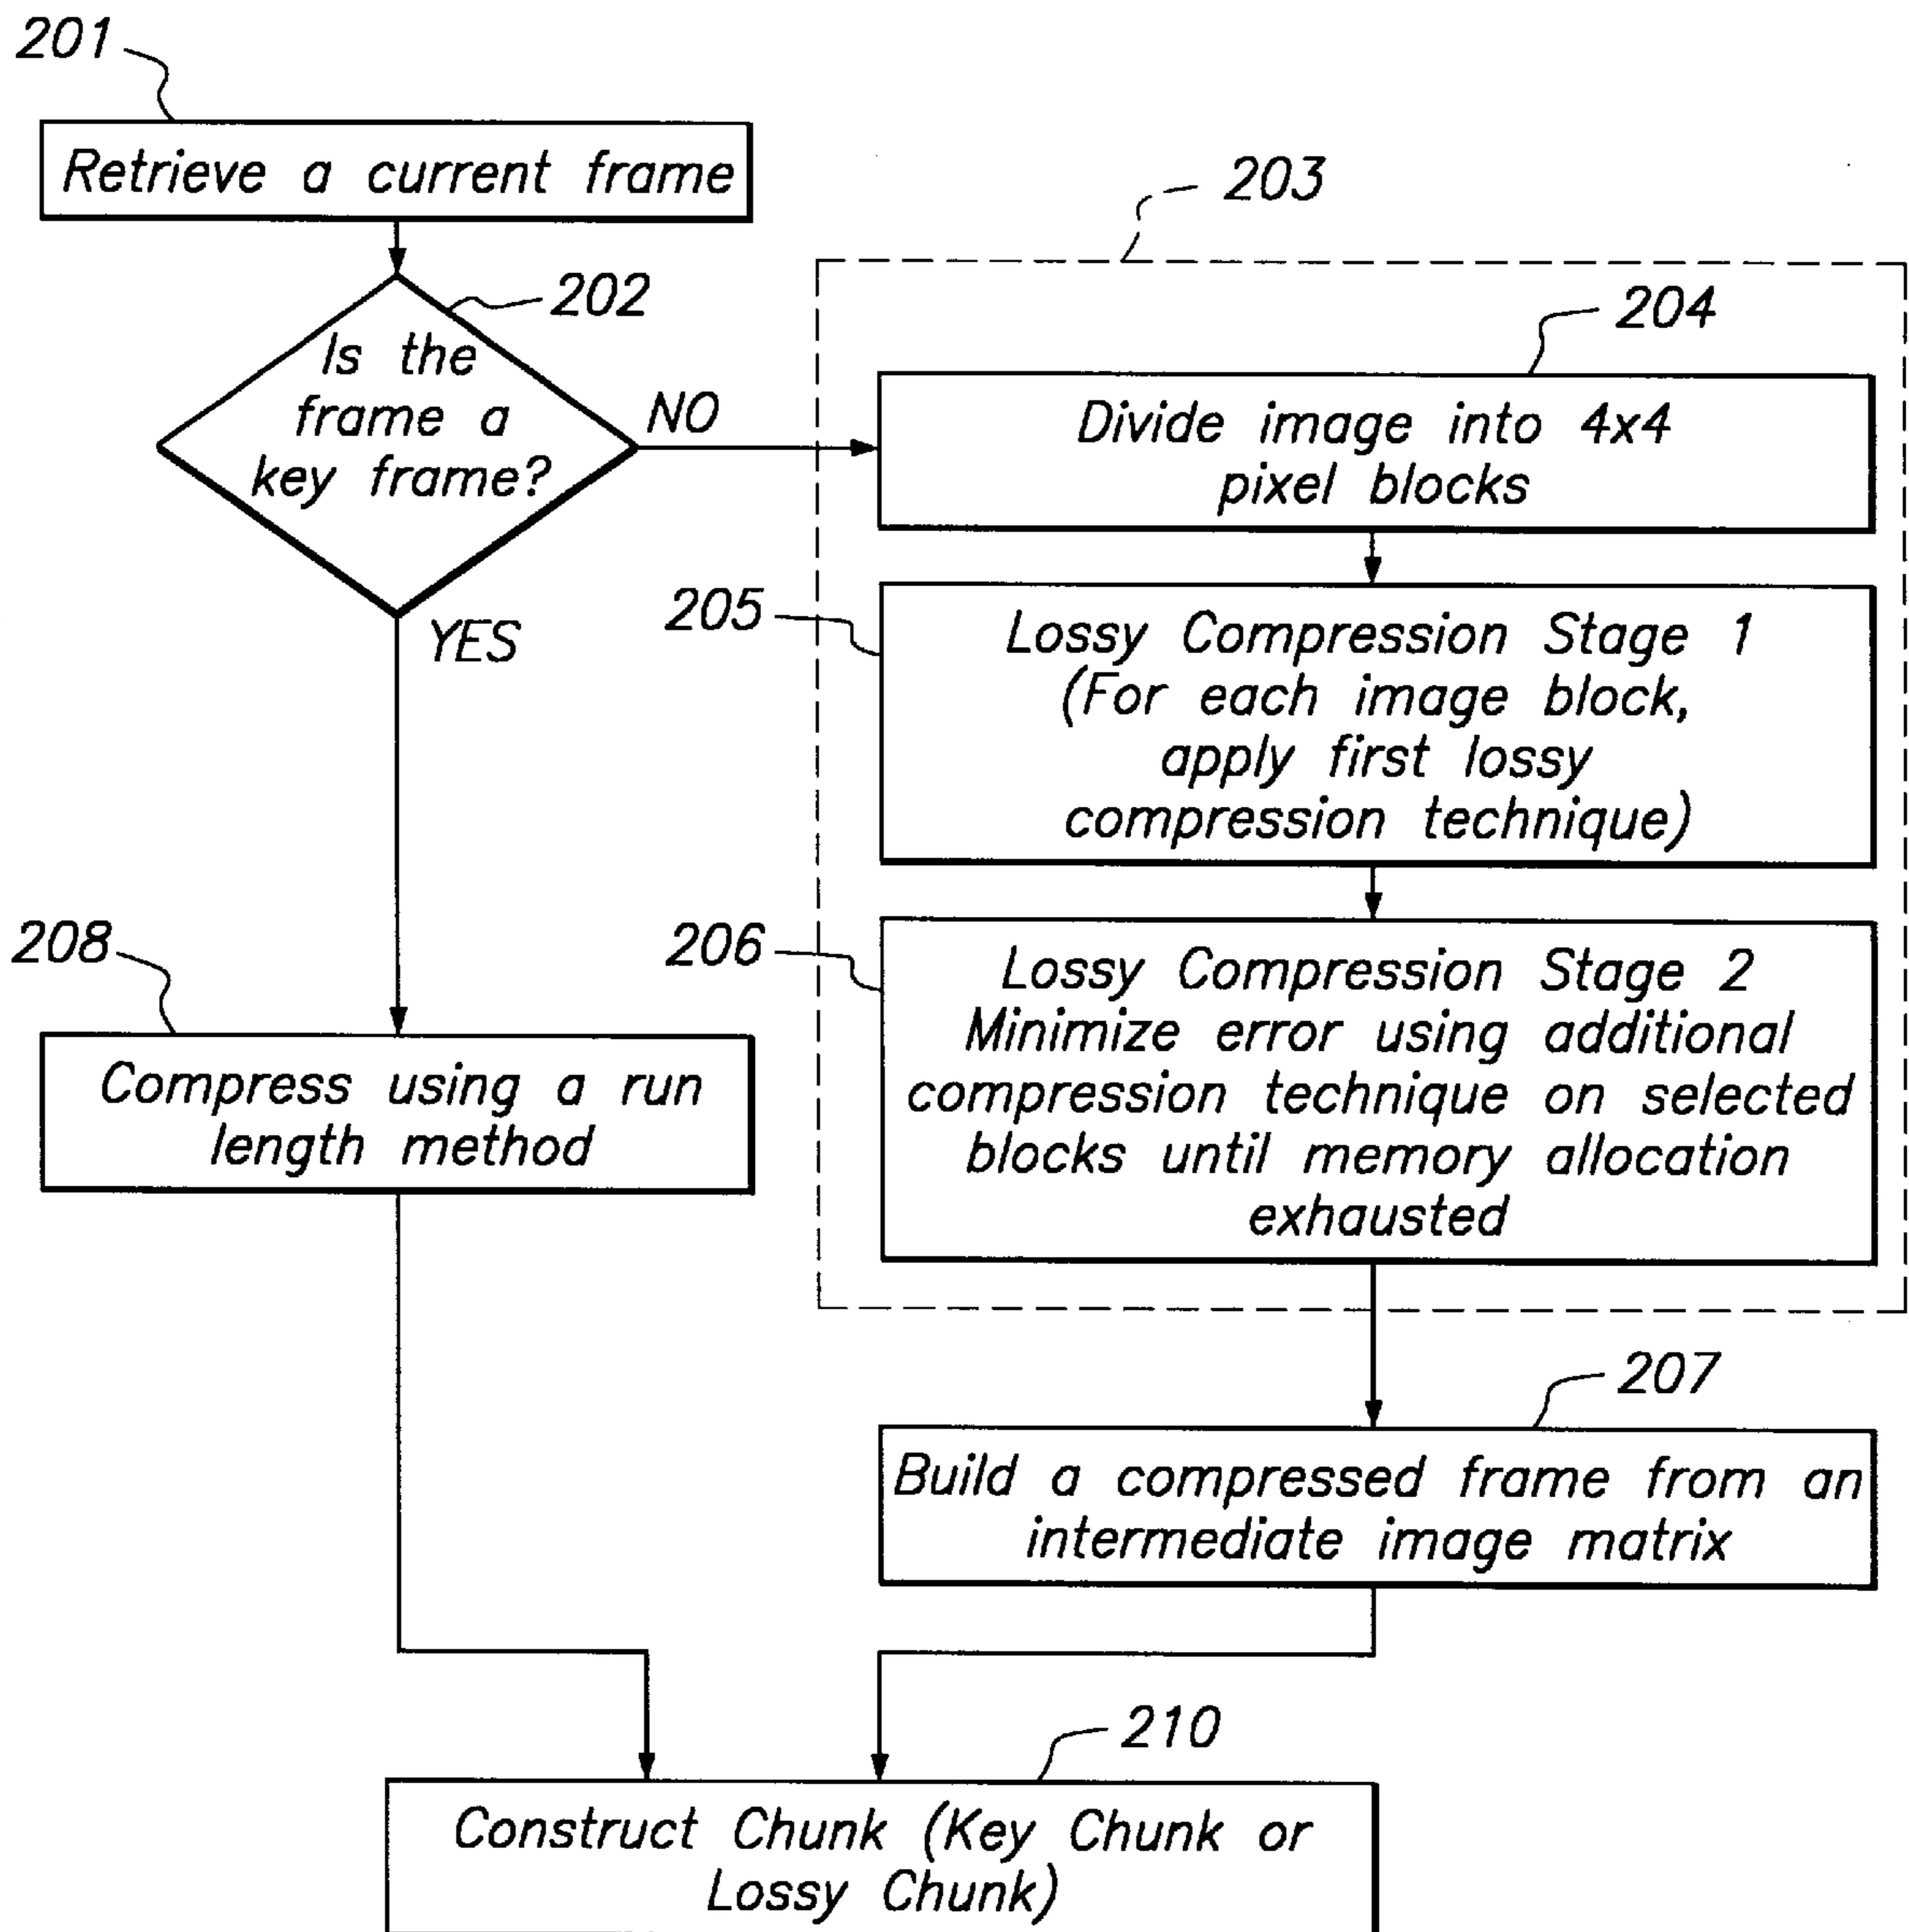 201
Retrieve a current frame
202
Is the
frame a
key frame?
NO
YES
203
204
Divide image into 4x4
pixel blocks
205
Lossy Compression Stage 1
(For each image block,
apply first lossy
compression technique)
206
Lossy Compression Stage 2
Minimize error using additional
compression technique on selected
blocks until memory allocation
exhausted
208
Compress using a run
length method
207
Build a compressed frame from an
intermediate image matrix
210
Construct Chunk (Key Chunk or
Lossy Chunk)